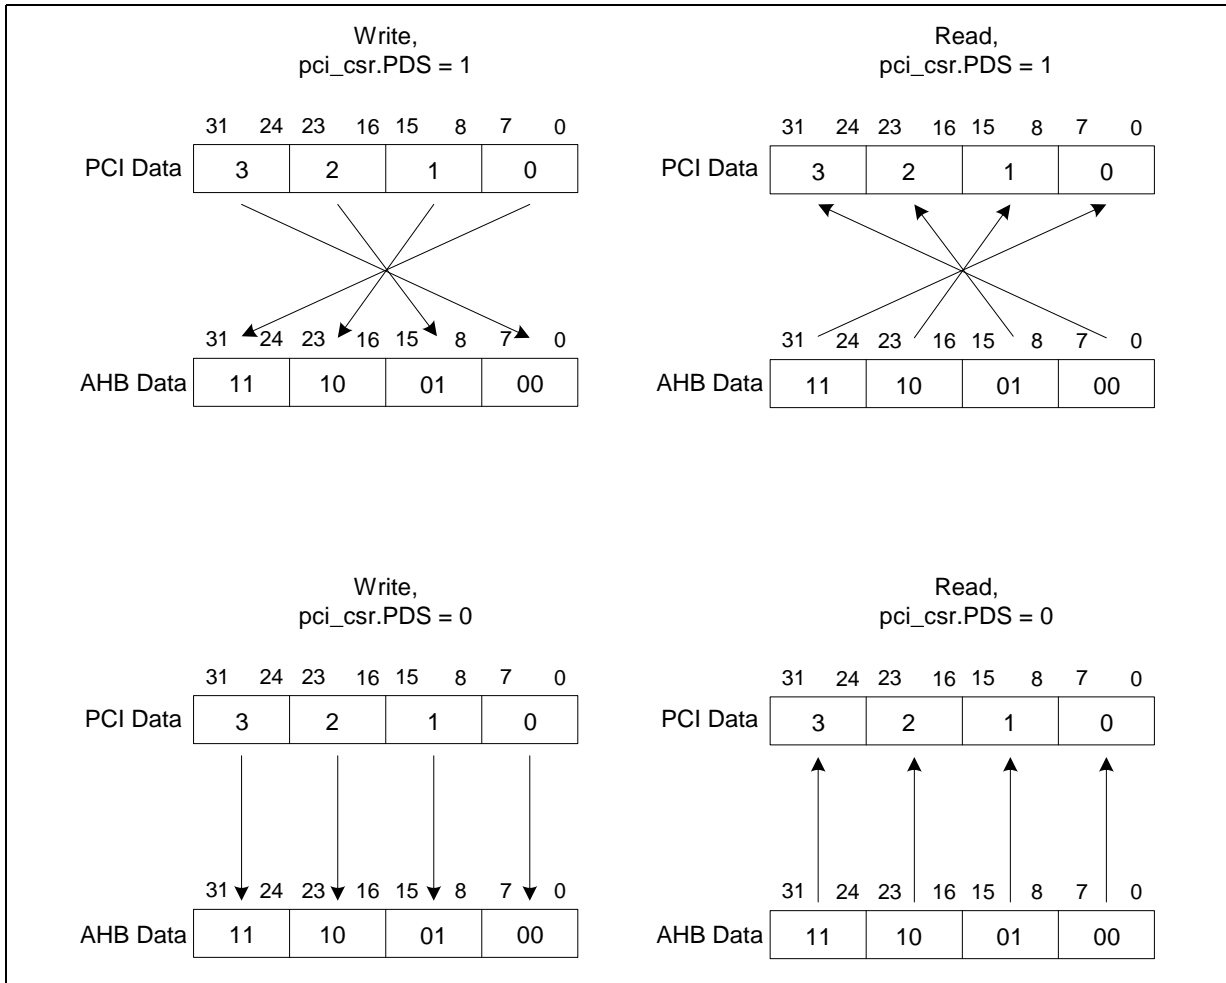 Write,
pci_csr.PDS = 1
31 24 23 16 15 8 7 0
PCI Data 3 2 1 0
31 24 23 16 15 8 7 0
AHB Data 11 10 01 00
Read,
pci_csr.PDS = 1
31 24 23 16 15 8 7 0
PCI Data 3 2 1 0
31 24 23 16 15 8 7 0
AHB Data 11 10 01 00
Write,
pci_csr.PDS = 0
31 24 23 16 15 8 7 0
PCI Data 3 2 1 0
31 24 23 16 15 8 7 0
AHB Data 11 10 01 00
Read,
pci_csr.PDS = 0
31 24 23 16 15 8 7 0
PCI Data 3 2 1 0
31 24 23 16 15 8 7 0
AHB Data 11 10 01 00